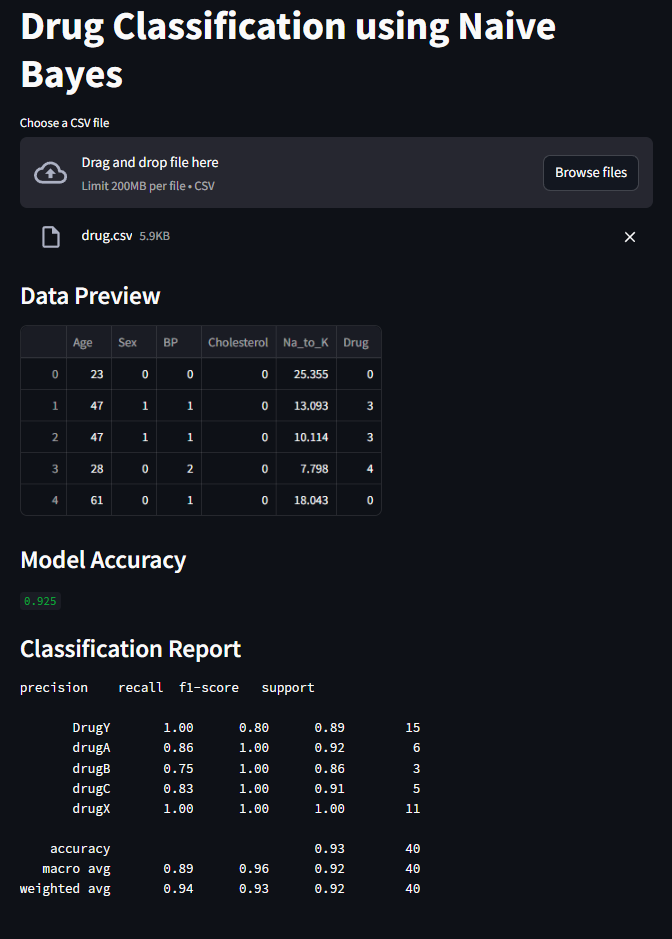 Drug Classification using Naive
Bayes
Choose a CSV file
Drag and drop file here
Limit 200MB per file • CSV
Browse files
drug.csv 5.9KB
Data Preview
Age Sex BP Cholesterol Na_to_K Drug
0 23 0 0 0 25.355 0
1 47 1 1 0 13.093 3
2 47 1 1 0 10.114 3
3 28 0 2 0 7.798 4
4 61 0 1 0 18.043 0
Model Accuracy
0.925
Classification Report
precision recall f1-score support
DrugY 1.00 0.80 0.89 15
drugA 0.86 1.00 0.92 6
drugB 0.75 1.00 0.86 3
drugC 0.83 1.00 0.91 5
drugX 1.00 1.00 1.00 11
accuracy 0.93 40
macro avg 0.89 0.96 0.92 40
weighted avg 0.94 0.93 0.92 40